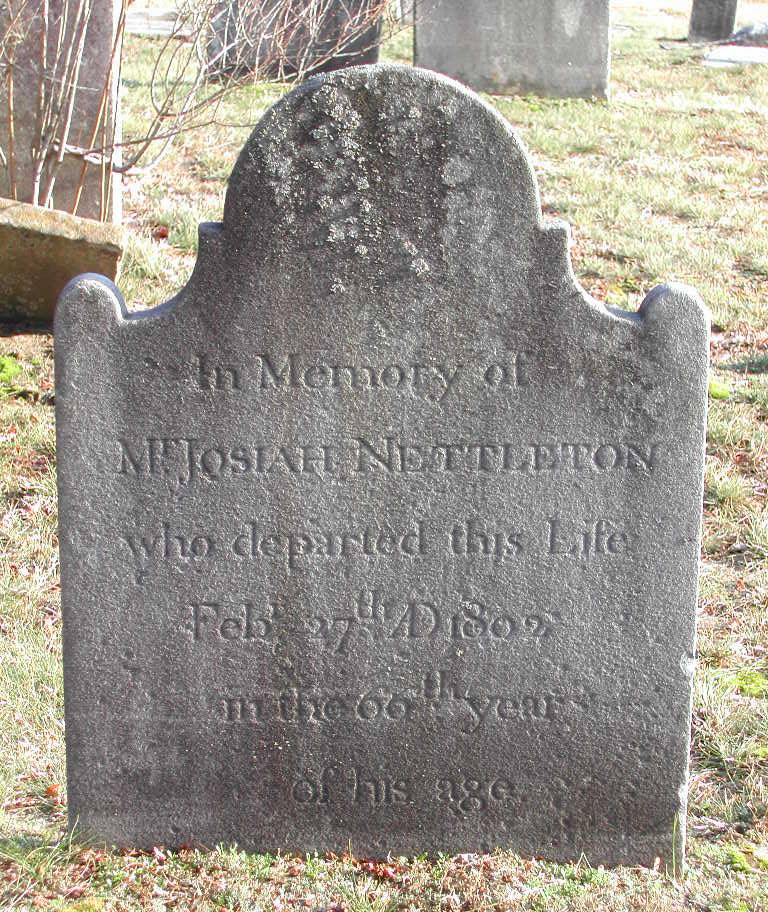 In Memory of
Mr. JOSIAH NETTLETON
who departed this Life
Febr. 27th AD 1802
in the 60th year
of his age